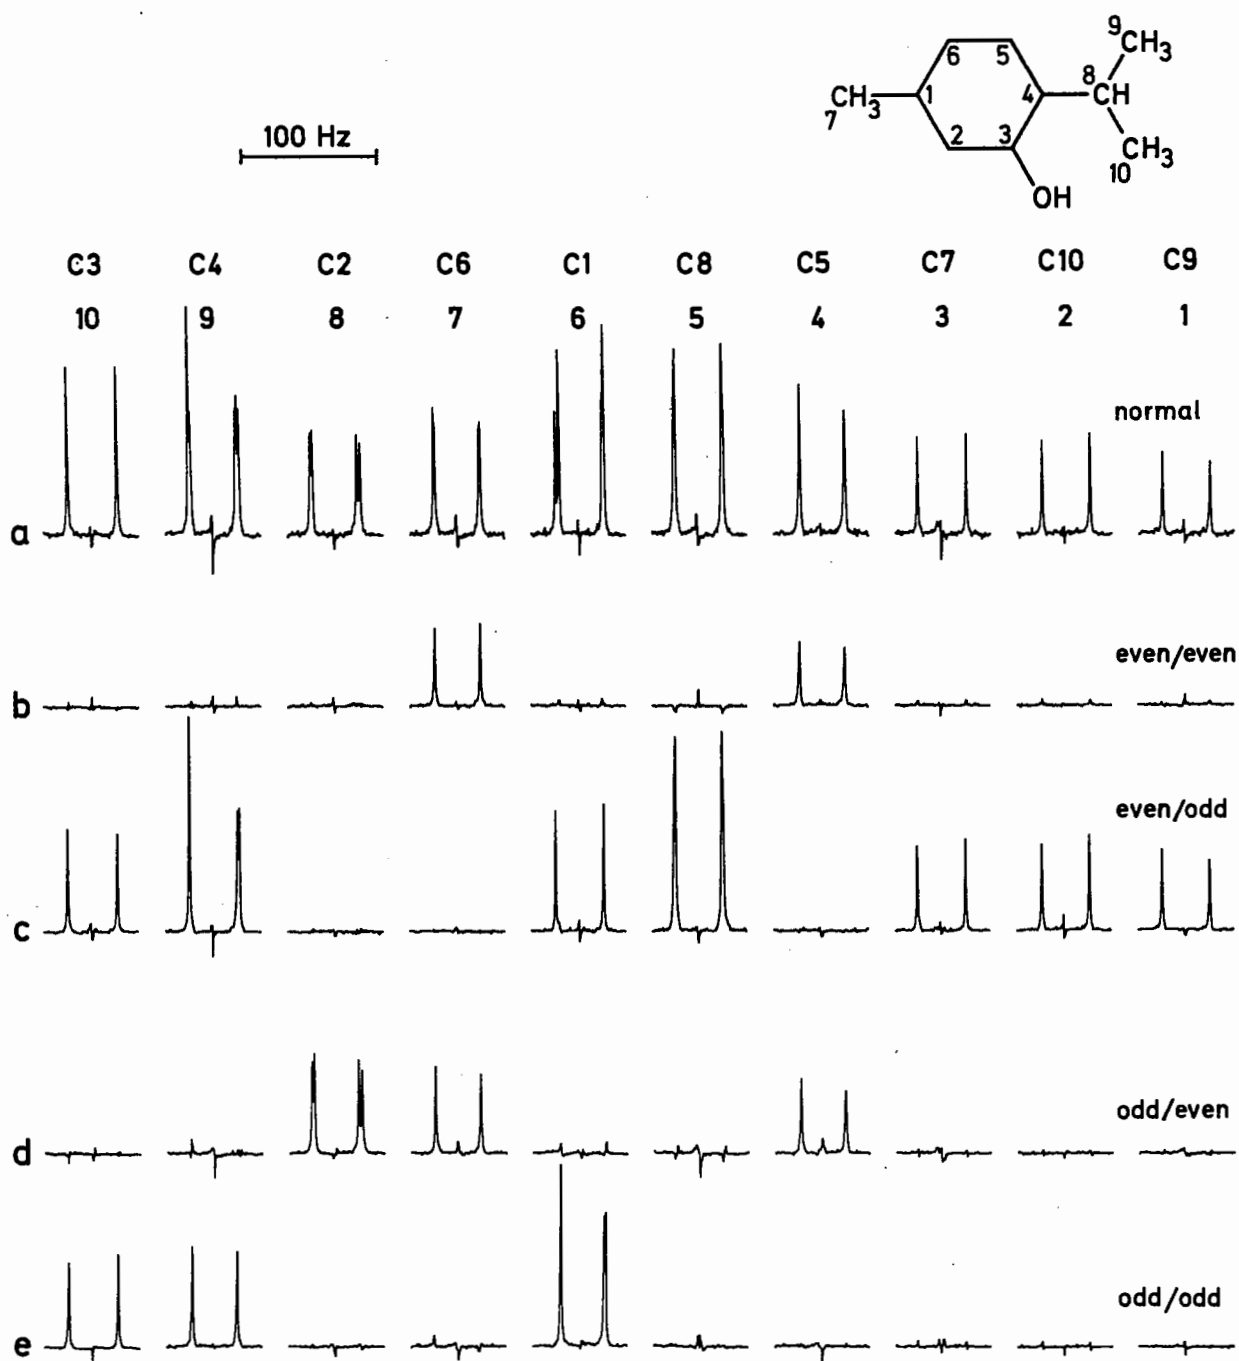 9
CH3
6 5
8
CH3 1 4 CH
7
2 3
CH3
10
OH
100 Hz
C3 C4 C2 C6 C1 C8 C5 C7 C10 C9
10 9 8 7 6 5 4 3 2 1
normal
a
even/even
b
even/odd
c
odd/even
d
odd/odd
e